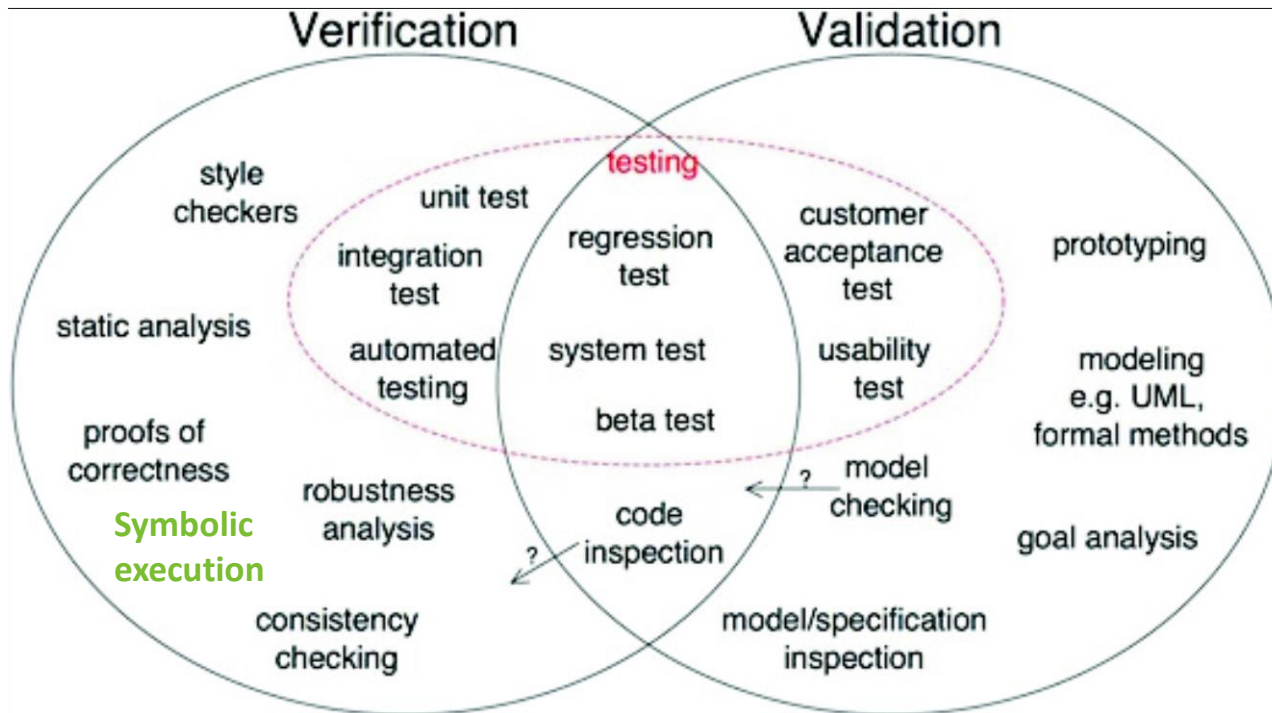 Verification
Validation
testing
style
checkers
unit test
integration
test
automated
testing
static analysis
proofs of
correctness
Symbolic
execution
robustness
analysis
consistency
checking
regression
test
system test
beta test
code
inspection
?
customer
acceptance
test
usability
test
?
model
checking
model/specification
inspection
prototyping
modeling
e.g. UML,
formal methods
goal analysis